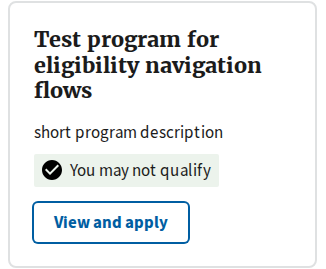 Test program for
eligibility navigation
flows
short program description
You may not qualify
View and apply